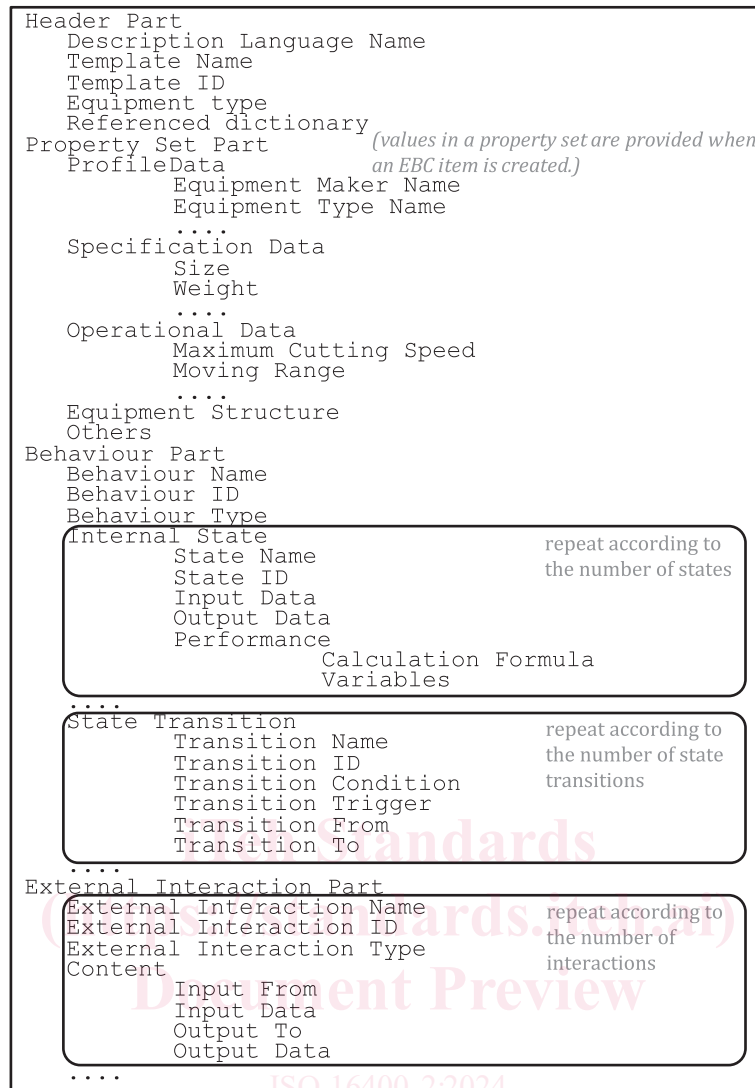 Header Part
Description Language Name
Template Name
Template ID
Equipment type
Referenced dictionary
Property Set Part
(values in a property set are provided when
an EBC item is created.)
ProfileData
Equipment Maker Name
Equipment Type Name
....
Specification Data
Size
Weight
....
Operational Data
Maximum Cutting Speed
Moving Range
....
Equipment Structure
Others
Behaviour Part
Behaviour Name
Behaviour ID
Behaviour Type
Internal State
repeat according to
the number of states
State Name
State ID
Input Data
Output Data
Performance
Calculation Formula
Variables
....
State Transition
repeat according to
the number of state
transitions
Transition Name
Transition ID
Transition Condition
Transition Trigger
Transition From
Transition To
....
iTeh Standards
External Interaction Part
External Interaction Name
External Interaction ID
External Interaction Type
repeat according to
the number of
interactions
(https://standards.iteh.ai)
Content
Input From
Input Data
Output To
Output Data
Document Preview
....
ISO 16400-2:2024